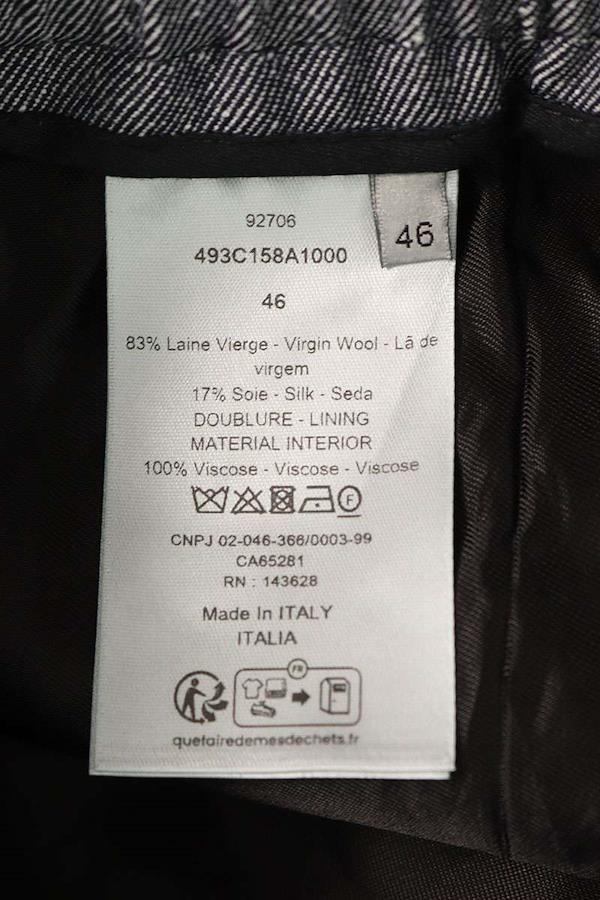 92706
493C158A1000
46
46
83% Laine Vierge - Virgin Wool - Lã de
virgem
17% Soie - Silk - Seda
DOUBLURE - LINING
MATERIAL INTERIOR
100% Viscose - Viscose - Viscose
F
CNPJ 02-046-366/0003-99
CA65281
RN : 143628
Made In ITALY
ITALIA
FR
quefairedemesdechets.fr